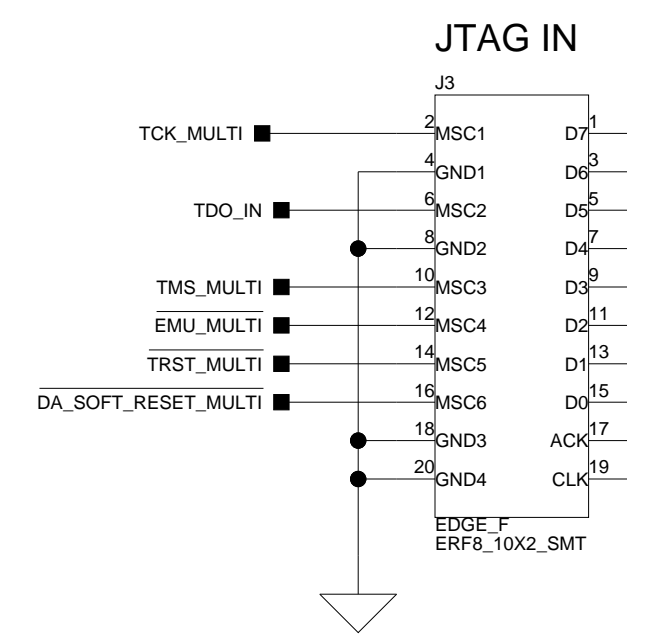 JTAG IN
J3
TCK_MULTI 2 MSC1 D7 1
4 GND1 D6 3
TDO_IN 6 MSC2 D5 5
8 GND2 D4 7
TMS_MULTI 10 MSC3 D3 9
EMU_MULTI 12 MSC4 D2 11
TRST_MULTI 14 MSC5 D1 13
DA_SOFT_RESET_MULTI 16 MSC6 D0 15
18 GND3 ACK 17
20 GND4 CLK 19
EDGE_F
ERF8_10X2_SMT